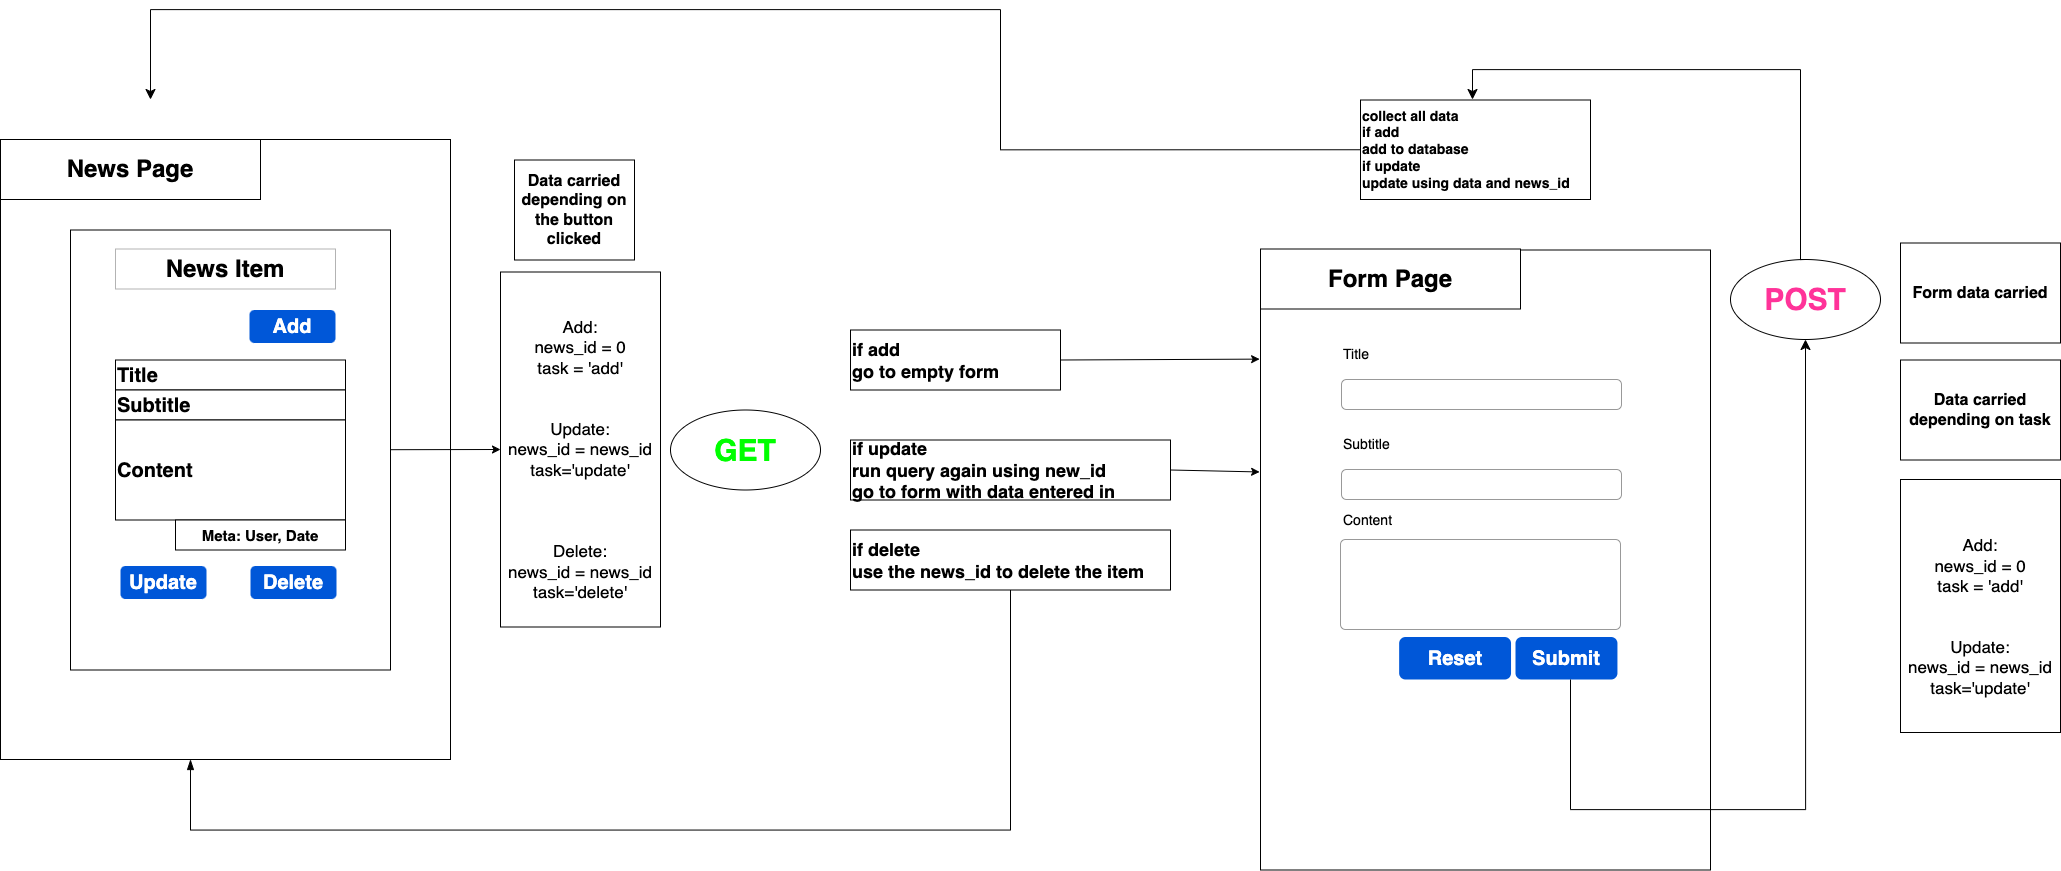 News Page
News Item
Add
Title
Subtitle
Content
Meta: User, Date
Update
Delete
Data carried
depending on
the button
clicked
Add:
news_id = 0
task = 'add'
Update:
news_id = news_id
task='update'
Delete:
news_id = news_id
task='delete'
GET
if add
go to empty form
if update
run query again using new_id
go to form with data entered in
if delete
use the news_id to delete the item
collect all data
if add
add to database
if update
update using data and news_id
Form Page
Title
Subtitle
Content
Reset
Submit
POST
Form data carried
Data carried
depending on task
Add:
news_id = 0
task = 'add'
Update:
news_id = news_id
task='update'